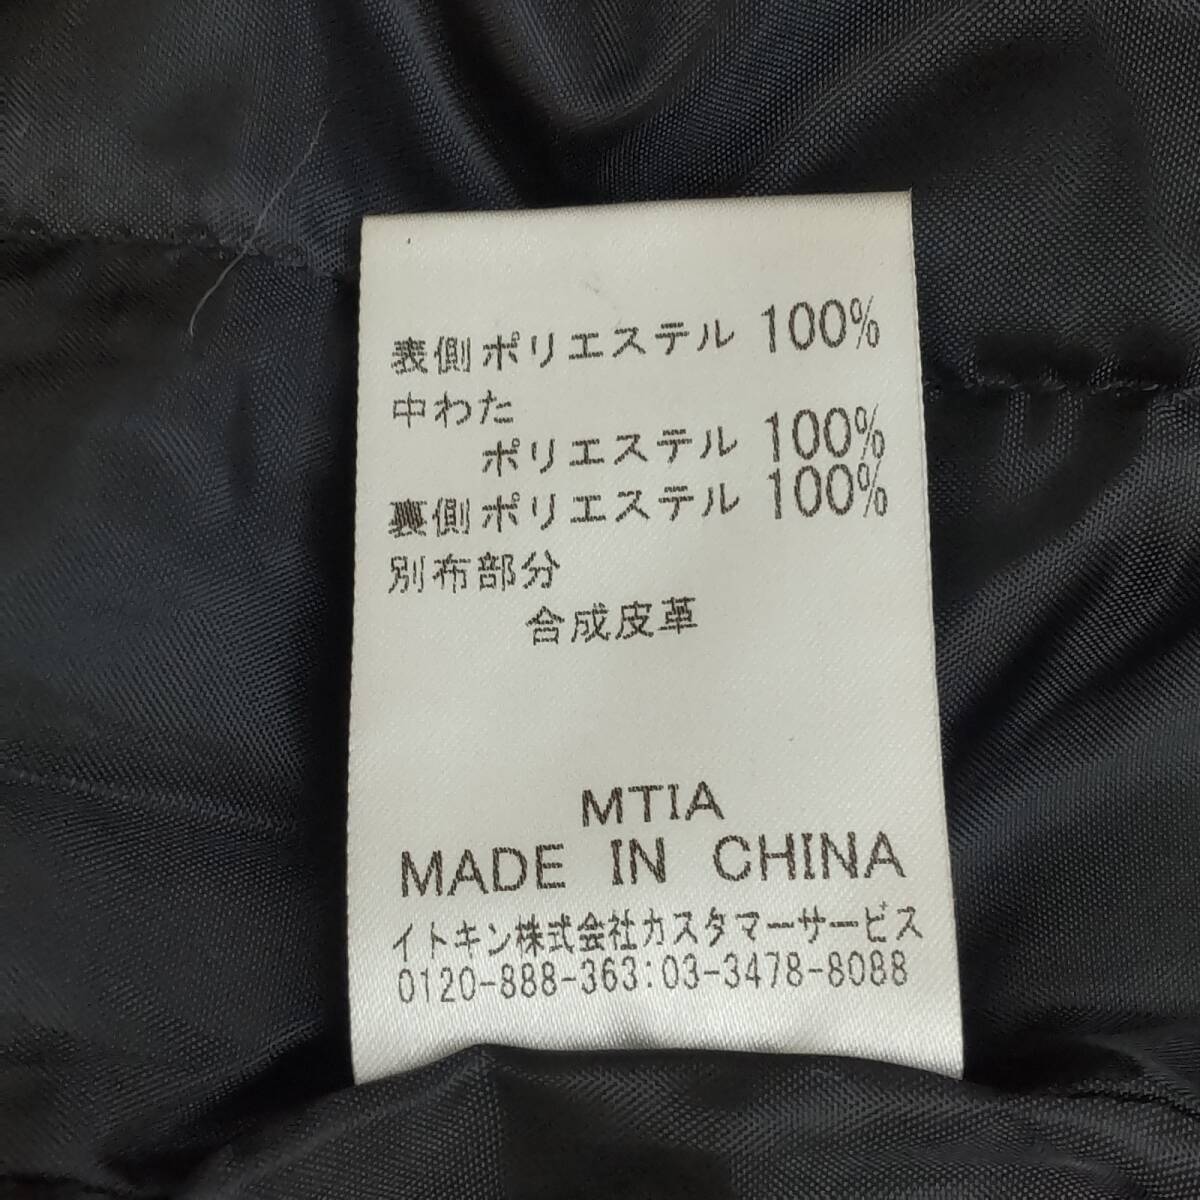 表側ポリエステル 100%
中わた
ポリエステル 100%
裏側ポリエステル 100%
別布部分
合成皮革
MTIA
MADE IN CHINA
イトキン株式会社カスタマーサービス
0120-888-363:03-3478-8088